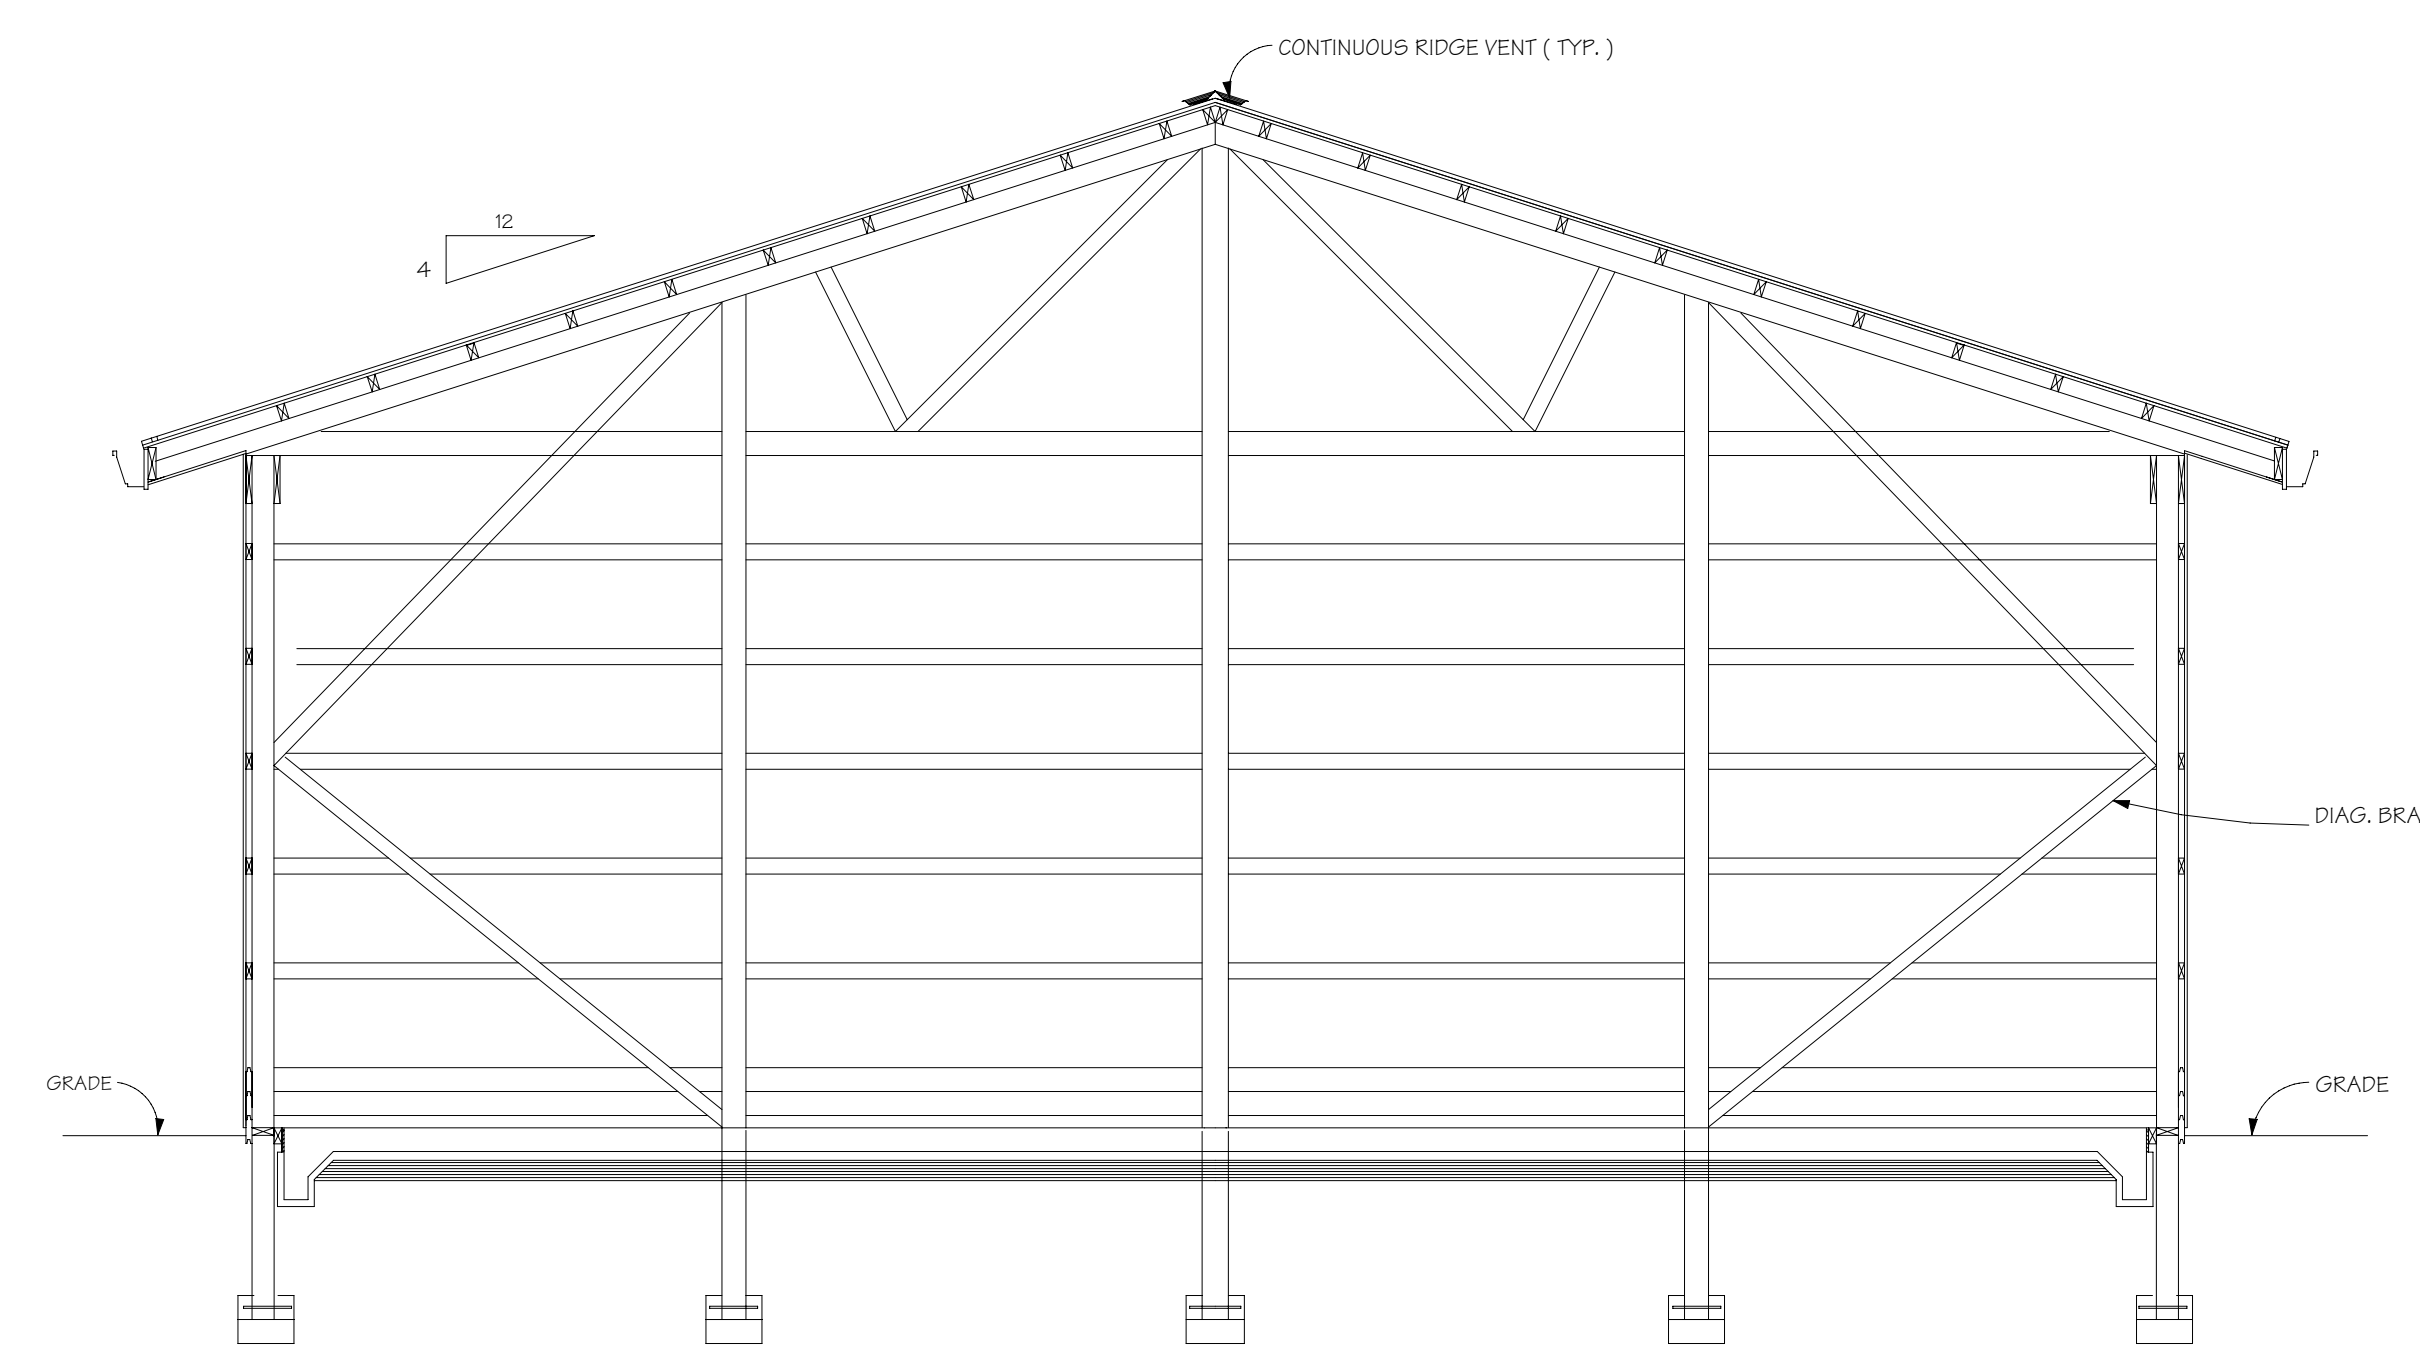 CONTINUOUS RIDGE VENT ( TYP. )
12
4
DIAG. BRA
GRADE
GRADE